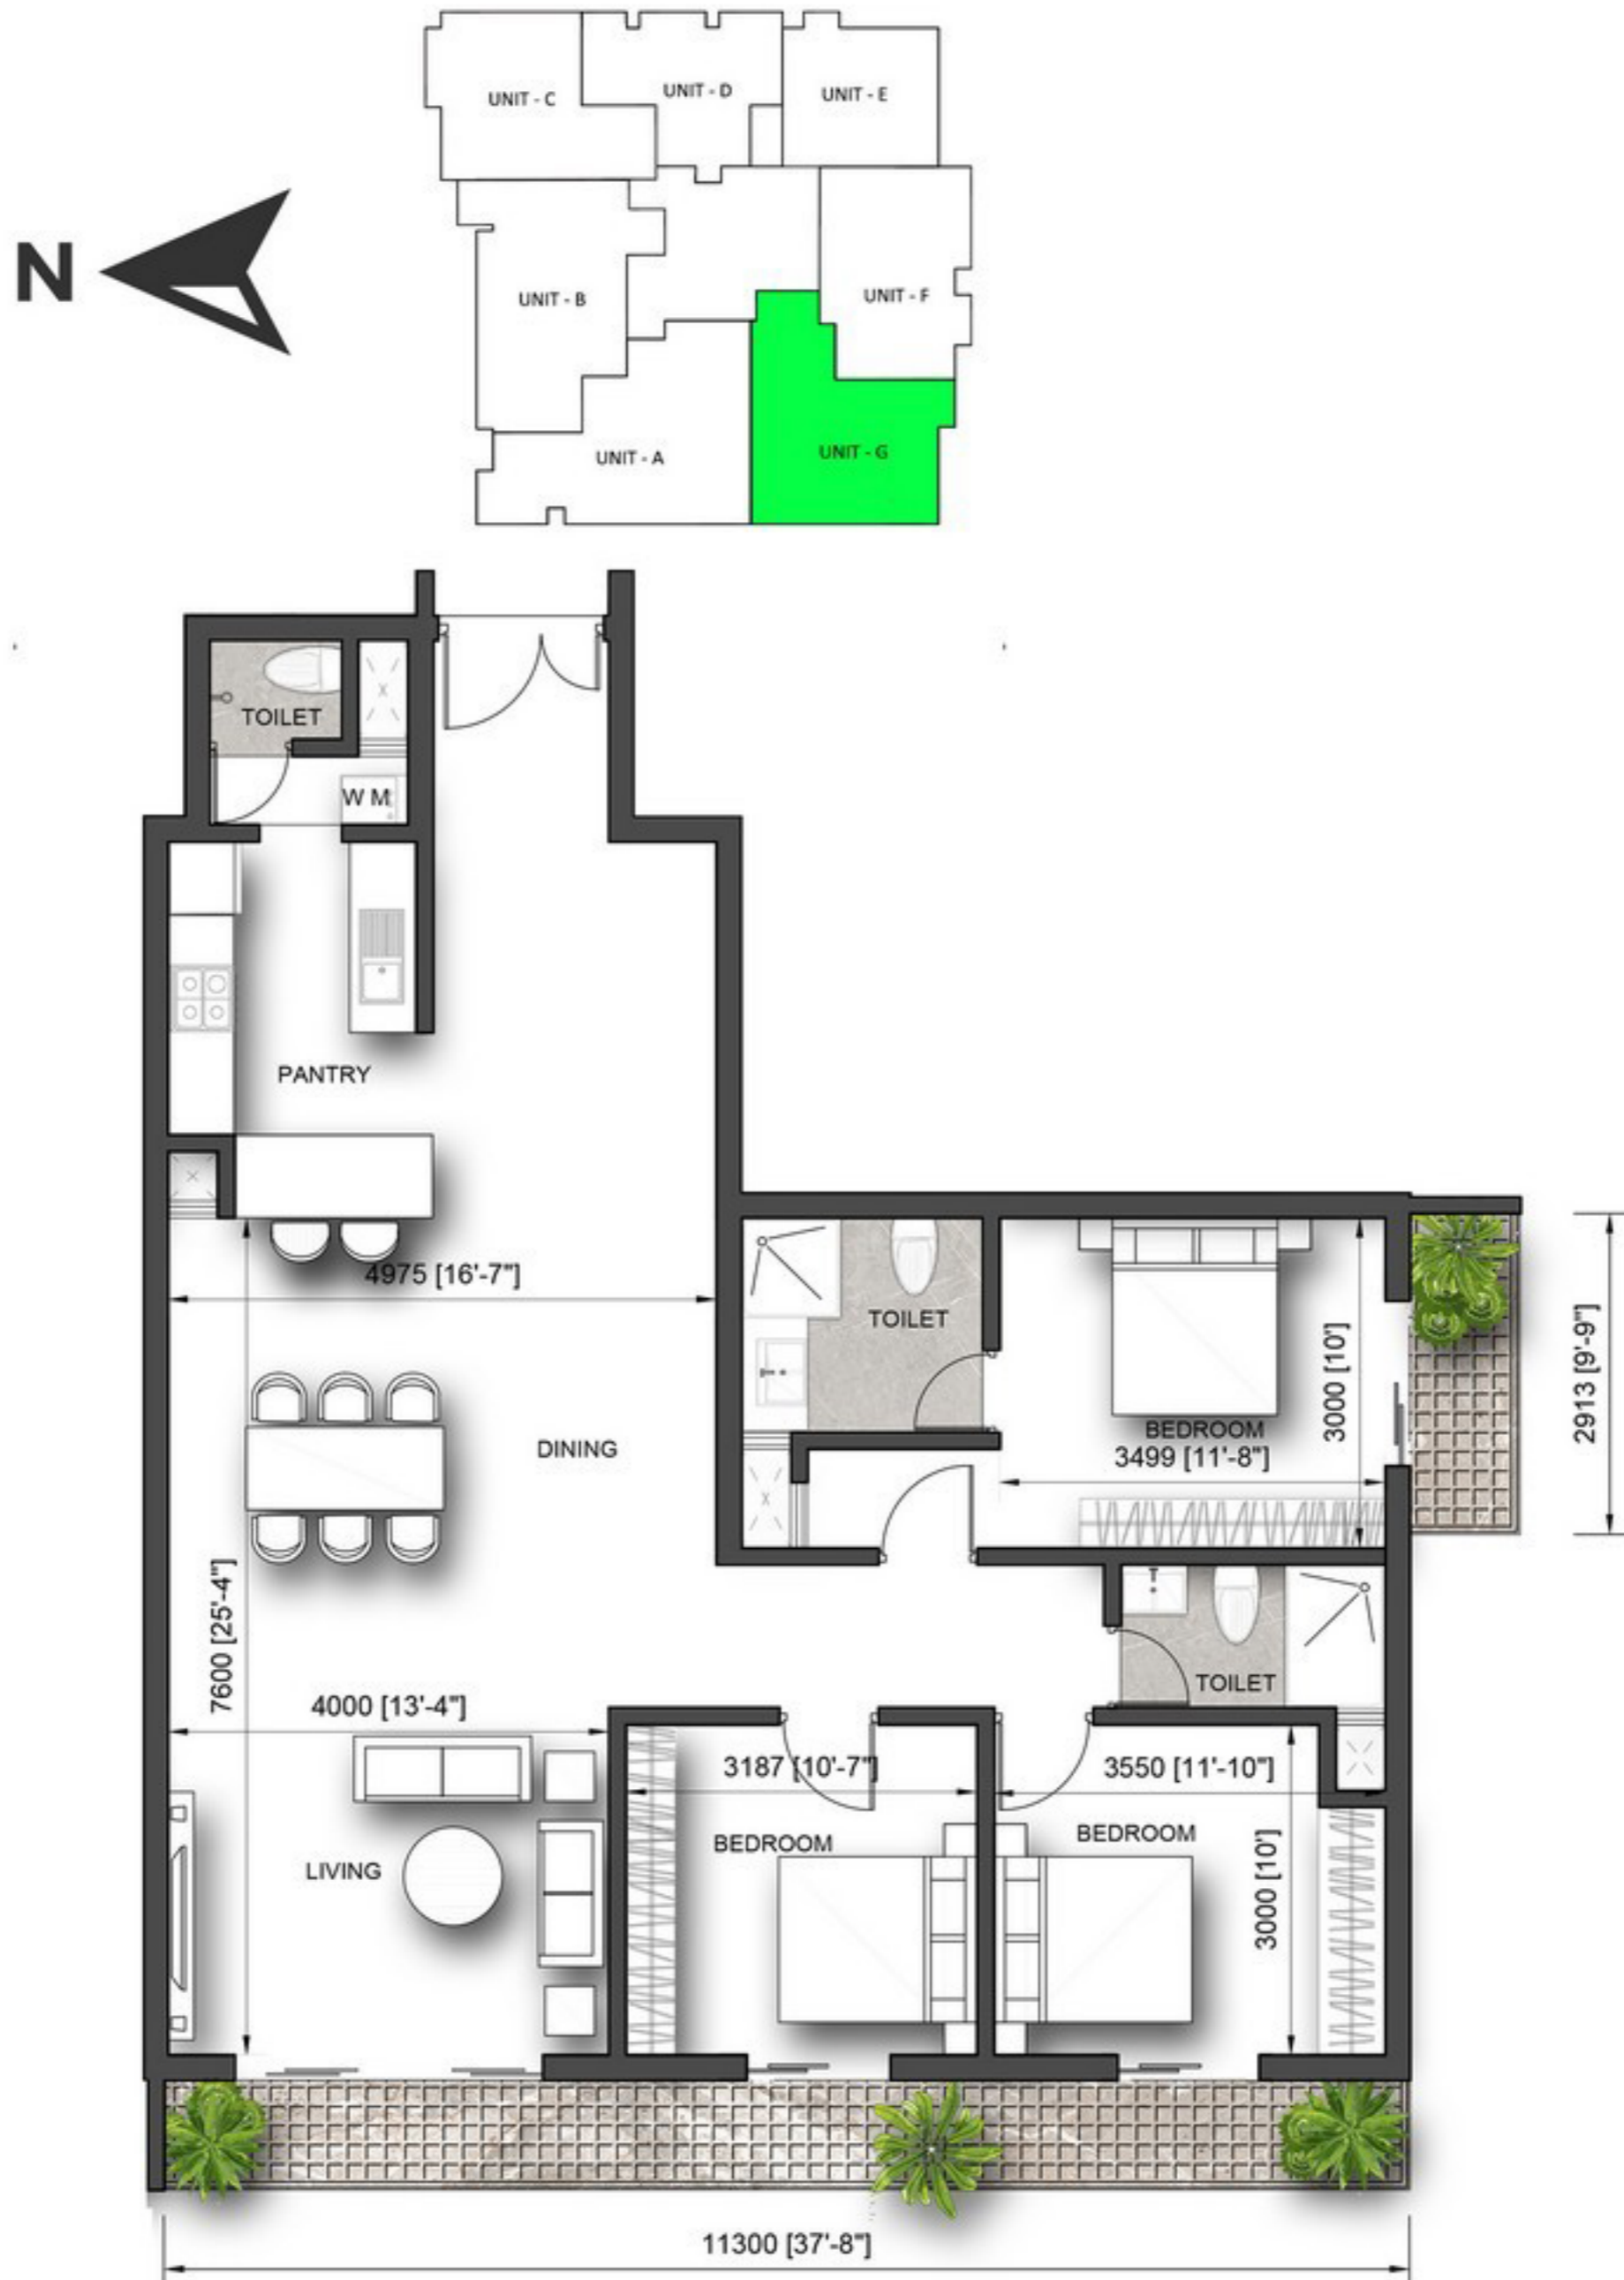 UNIT - C
UNIT - D
UNIT - E
N
UNIT - B
UNIT - F
UNIT - A
UNIT - G
TOILET
W M
PANTRY
4975 [16'-7"]
TOILET
3000 [10']
2913 [9'-9"]
BEDROOM
3499 [11'-8"]
DINING
7600 [25'-4"]
TOILET
4000 [13'-4"]
3187 [10'-7"]
3550 [11'-10"]
BEDROOM
BEDROOM
LIVING
3000 [10']
11300 [37'-8"]